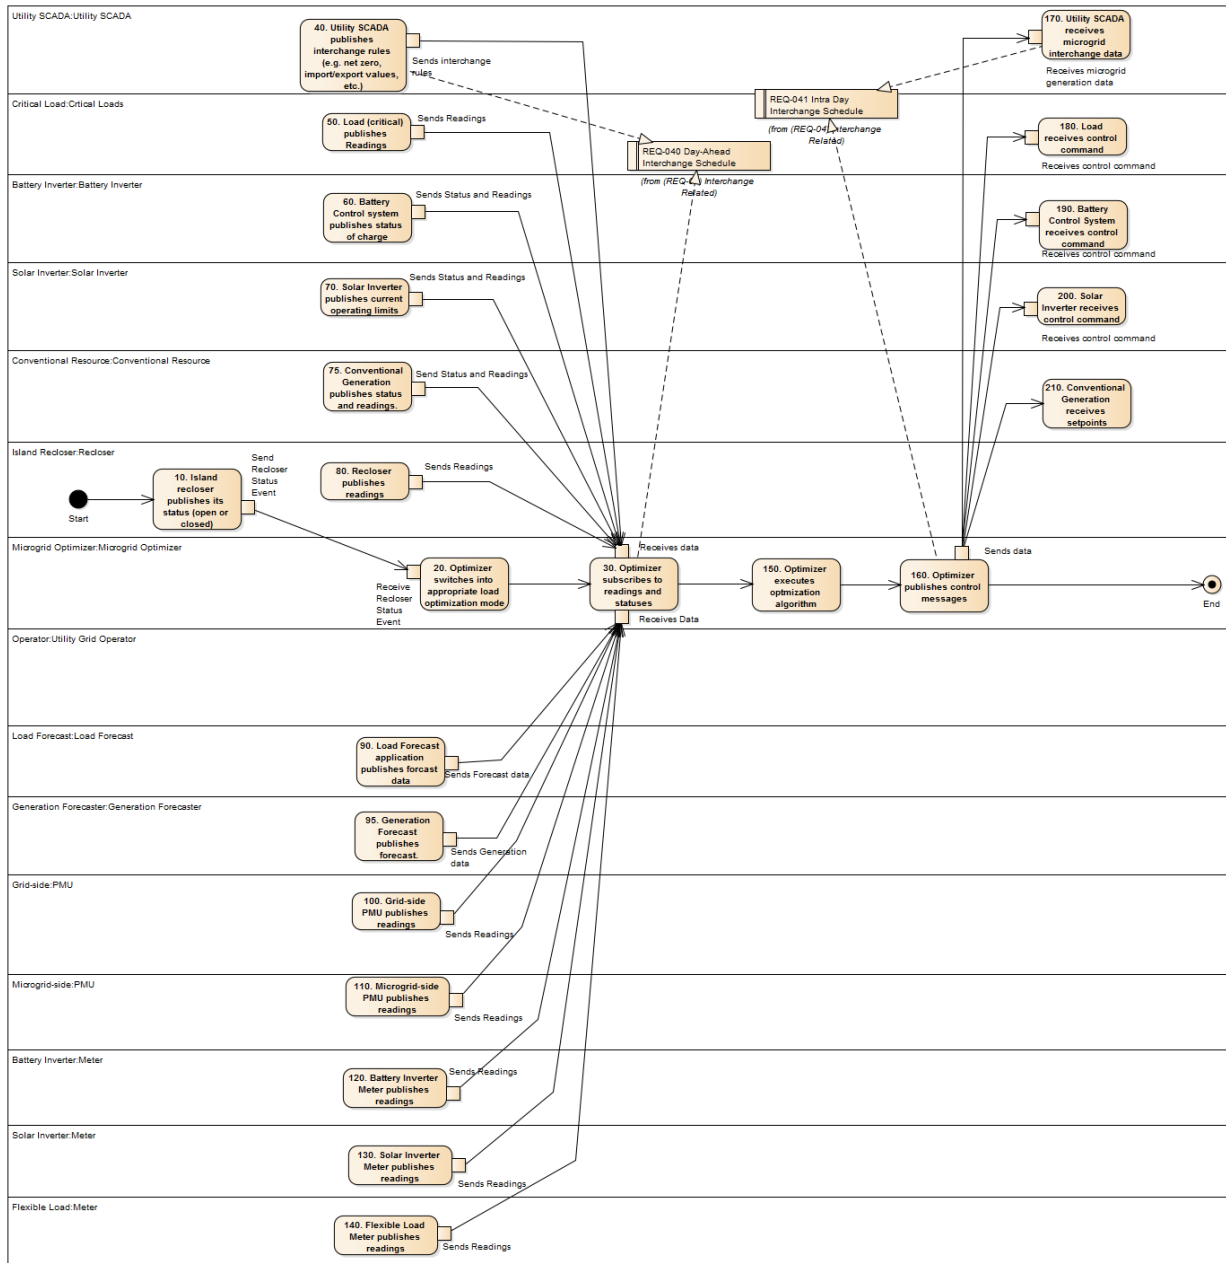 Utility SCADA:Utility SCADA
40. Utility SCADA
publishes
interchange rules
(e.g. net zero,
import/export values,
etc.)
Sends interchange
rules
170. Utility SCADA
receives
microgrid
interchange data
Receives microgrid
generation data
Critical Load:Crtical Loads
50. Load (critical)
publishes
Readings
Sends Readings
REQ-041 Intra Day
Interchange Schedule
(from (REQ-04) Interchange
Related)
REQ-040 Day-Ahead
Interchange Schedule
(from (REQ-04) Interchange
Related)
180. Load
receives control
command
Receives control command
Battery Inverter:Battery Inverter
60. Battery
Control system
publishes status
of charge
Sends Status and Readings
190. Battery
Control System
receives control
command
Receives control command
Solar Inverter:Solar Inverter
70. Solar Inverter
publishes current
operating limits
Sends Status and Readings
200. Solar
Inverter receives
control command
Receives control command
Conventional Resource:Conventional Resource
75. Conventional
Generation
publishes status
and readings.
Send Status and Readings
210. Conventional
Generation
receives
setpoints
Island Recloser:Recloser
Start
10. Island
recloser
publishes its
status (open or
closed)
Send
Recloser
Status
Event
80. Recloser
publishes
readings
Sends Readings
Microgrid Optimizer:Microgrid Optimizer
Receive
Recloser
Status
Event
20. Optimizer
switches into
appropriate load
optimization mode
Receives data
30. Optimizer
subscribes to
readings and
statuses
Receives Data
150. Optimizer
executes
optmization
algorithm
160. Optimizer
publishes control
messages
Sends data
End
Operator:Utility Grid Operator
Load Forecast:Load Forecast
90. Load Forecast
application
publishes forcast
data
Sends Forecast data
Generation Forecaster:Generation Forecaster
95. Generation
Forecast
publishes
forecast.
Sends Generation
data
Grid-side:PMU
100. Grid-side
PMU publishes
readings
Sends Readings
Microgrid-side:PMU
110. Microgrid-side
PMU publishes
readings
Sends Readings
Battery Inverter:Meter
120. Battery Inverter
Meter publishes
readings
Sends Readings
Solar Inverter:Meter
130. Solar Inverter
Meter publishes
readings
Sends Readings
Flexible Load:Meter
140. Flexible Load
Meter publishes
readings
Sends Readings